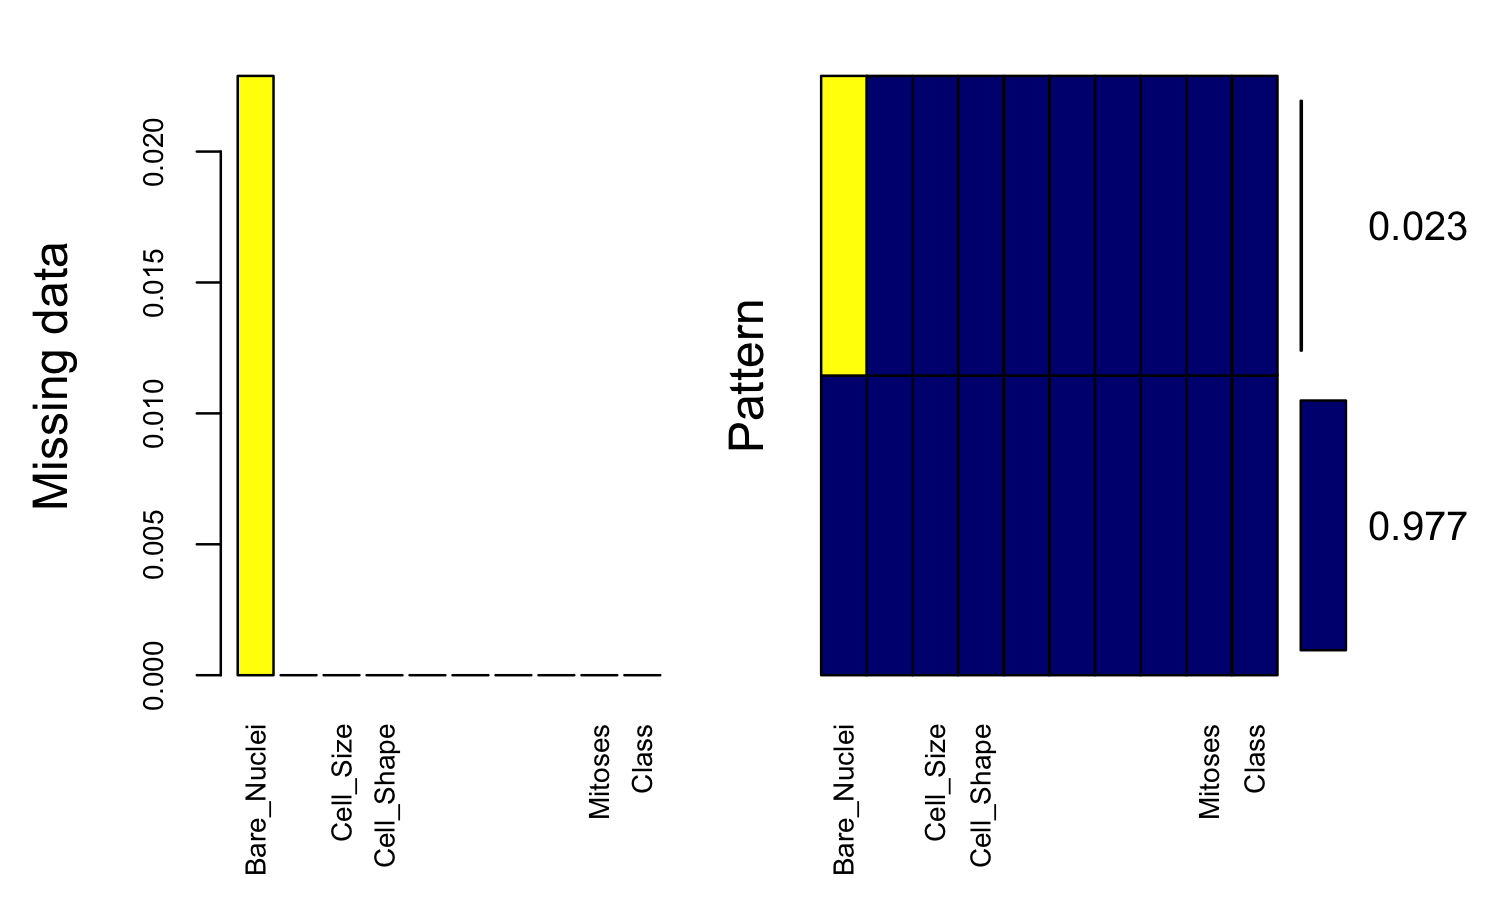 Missing data
0.020
0.015
0.010
0.005
0.000
Bare_Nuclei
Cell_Size
Cell_Shape
Mitoses
Class
Pattern
0.023
0.977
Bare_Nuclei
Cell_Size
Cell_Shape
Mitoses
Class